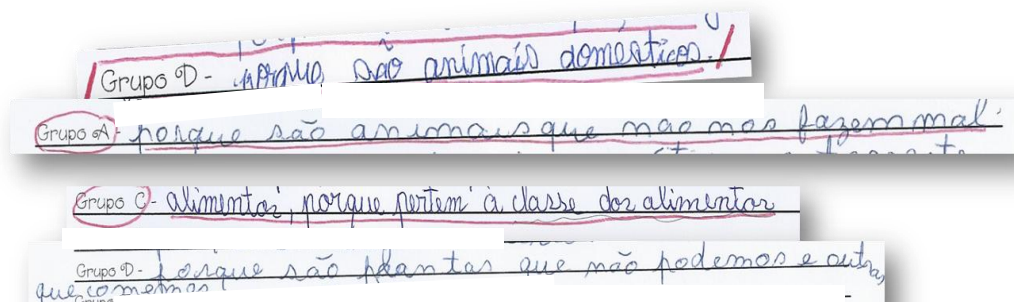 Grupo D - porque são animais domésticos.
Grupo A - porque são animais que nao nos fazem mal.
Grupo C - alimentos, porque pertem à classe dos alimentos
Grupo D - porque são plantas que não podemos e outras
que comemos